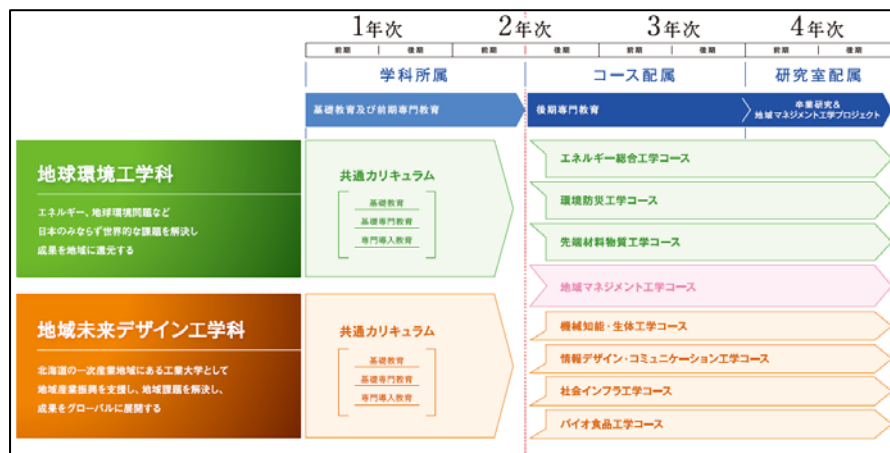 1年次
2年次
3年次
4年次
前期
後期
前期
後期
前期
後期
前期
後期
学科所属
コース配属
研究室配属
基礎教育及び前期専門教育
後期専門教育
卒業研究&
地域マネジメント工学プロジェクト
地球環境工学科
エネルギー、地球環境問題など
日本のみならず世界的な課題を解決し
成果を地域に還元する
共通カリキュラム
基礎教育
基礎専門教育
専門導入教育
エネルギー総合工学コース
環境防災工学コース
先端材料物質工学コース
地域マネジメント工学コース
地域未来デザイン工学科
北海道の一次産業地域にある工業大学として
地域産業振興を支援し、地域課題を解決し、
成果をグローバルに展開する
共通カリキュラム
基礎教育
基礎専門教育
専門導入教育
機械知能・生体工学コース
情報デザイン・コミュニケーション工学コース
社会インフラ工学コース
バイオ食品工学コース